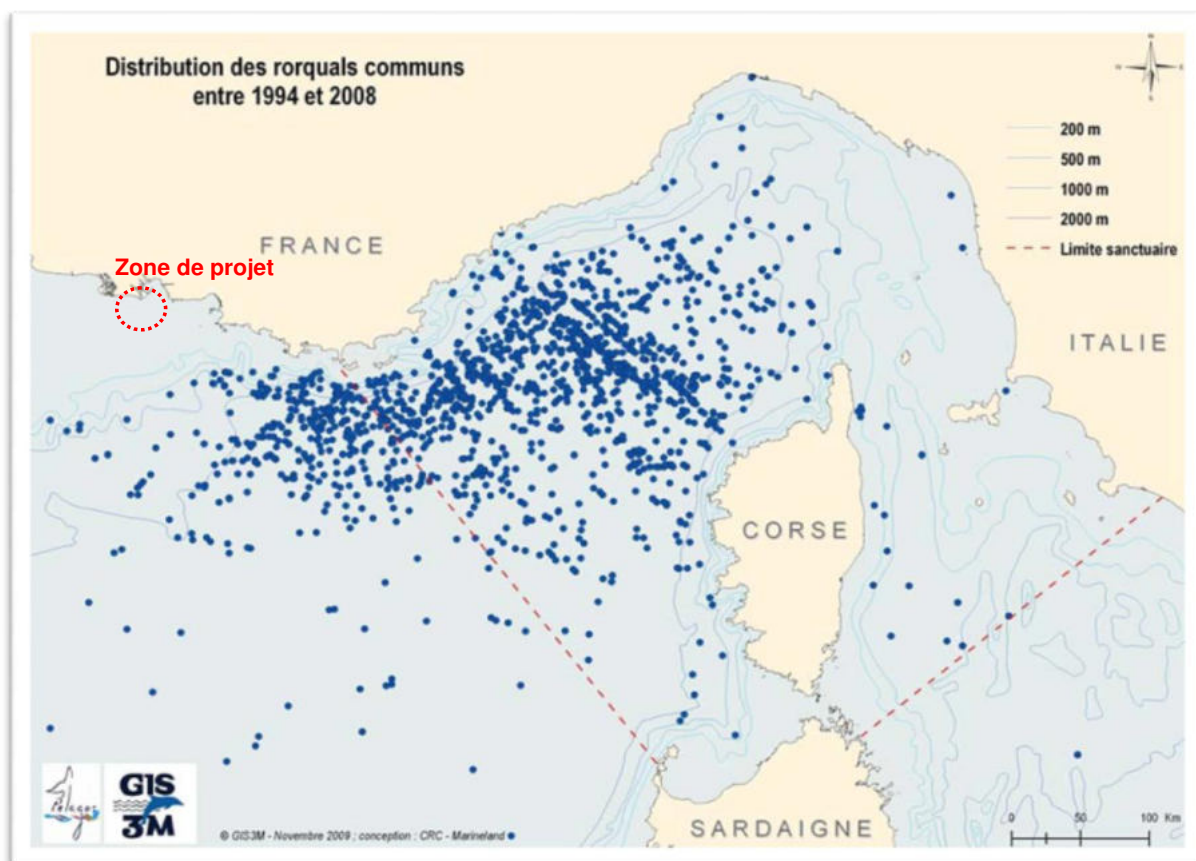 Distribution des rorquals communs
entre 1994 et 2008
N
200 m
500 m
1000 m
2000 m
Limite sanctuaire
FRANCE
Zone de projet
ITALIE
CORSE
SARDAIGNE
Pelagos
GIS
3M
© GIS3M - Novembre 2009 ; conception : CRC - Marineland
0 50 100 Km